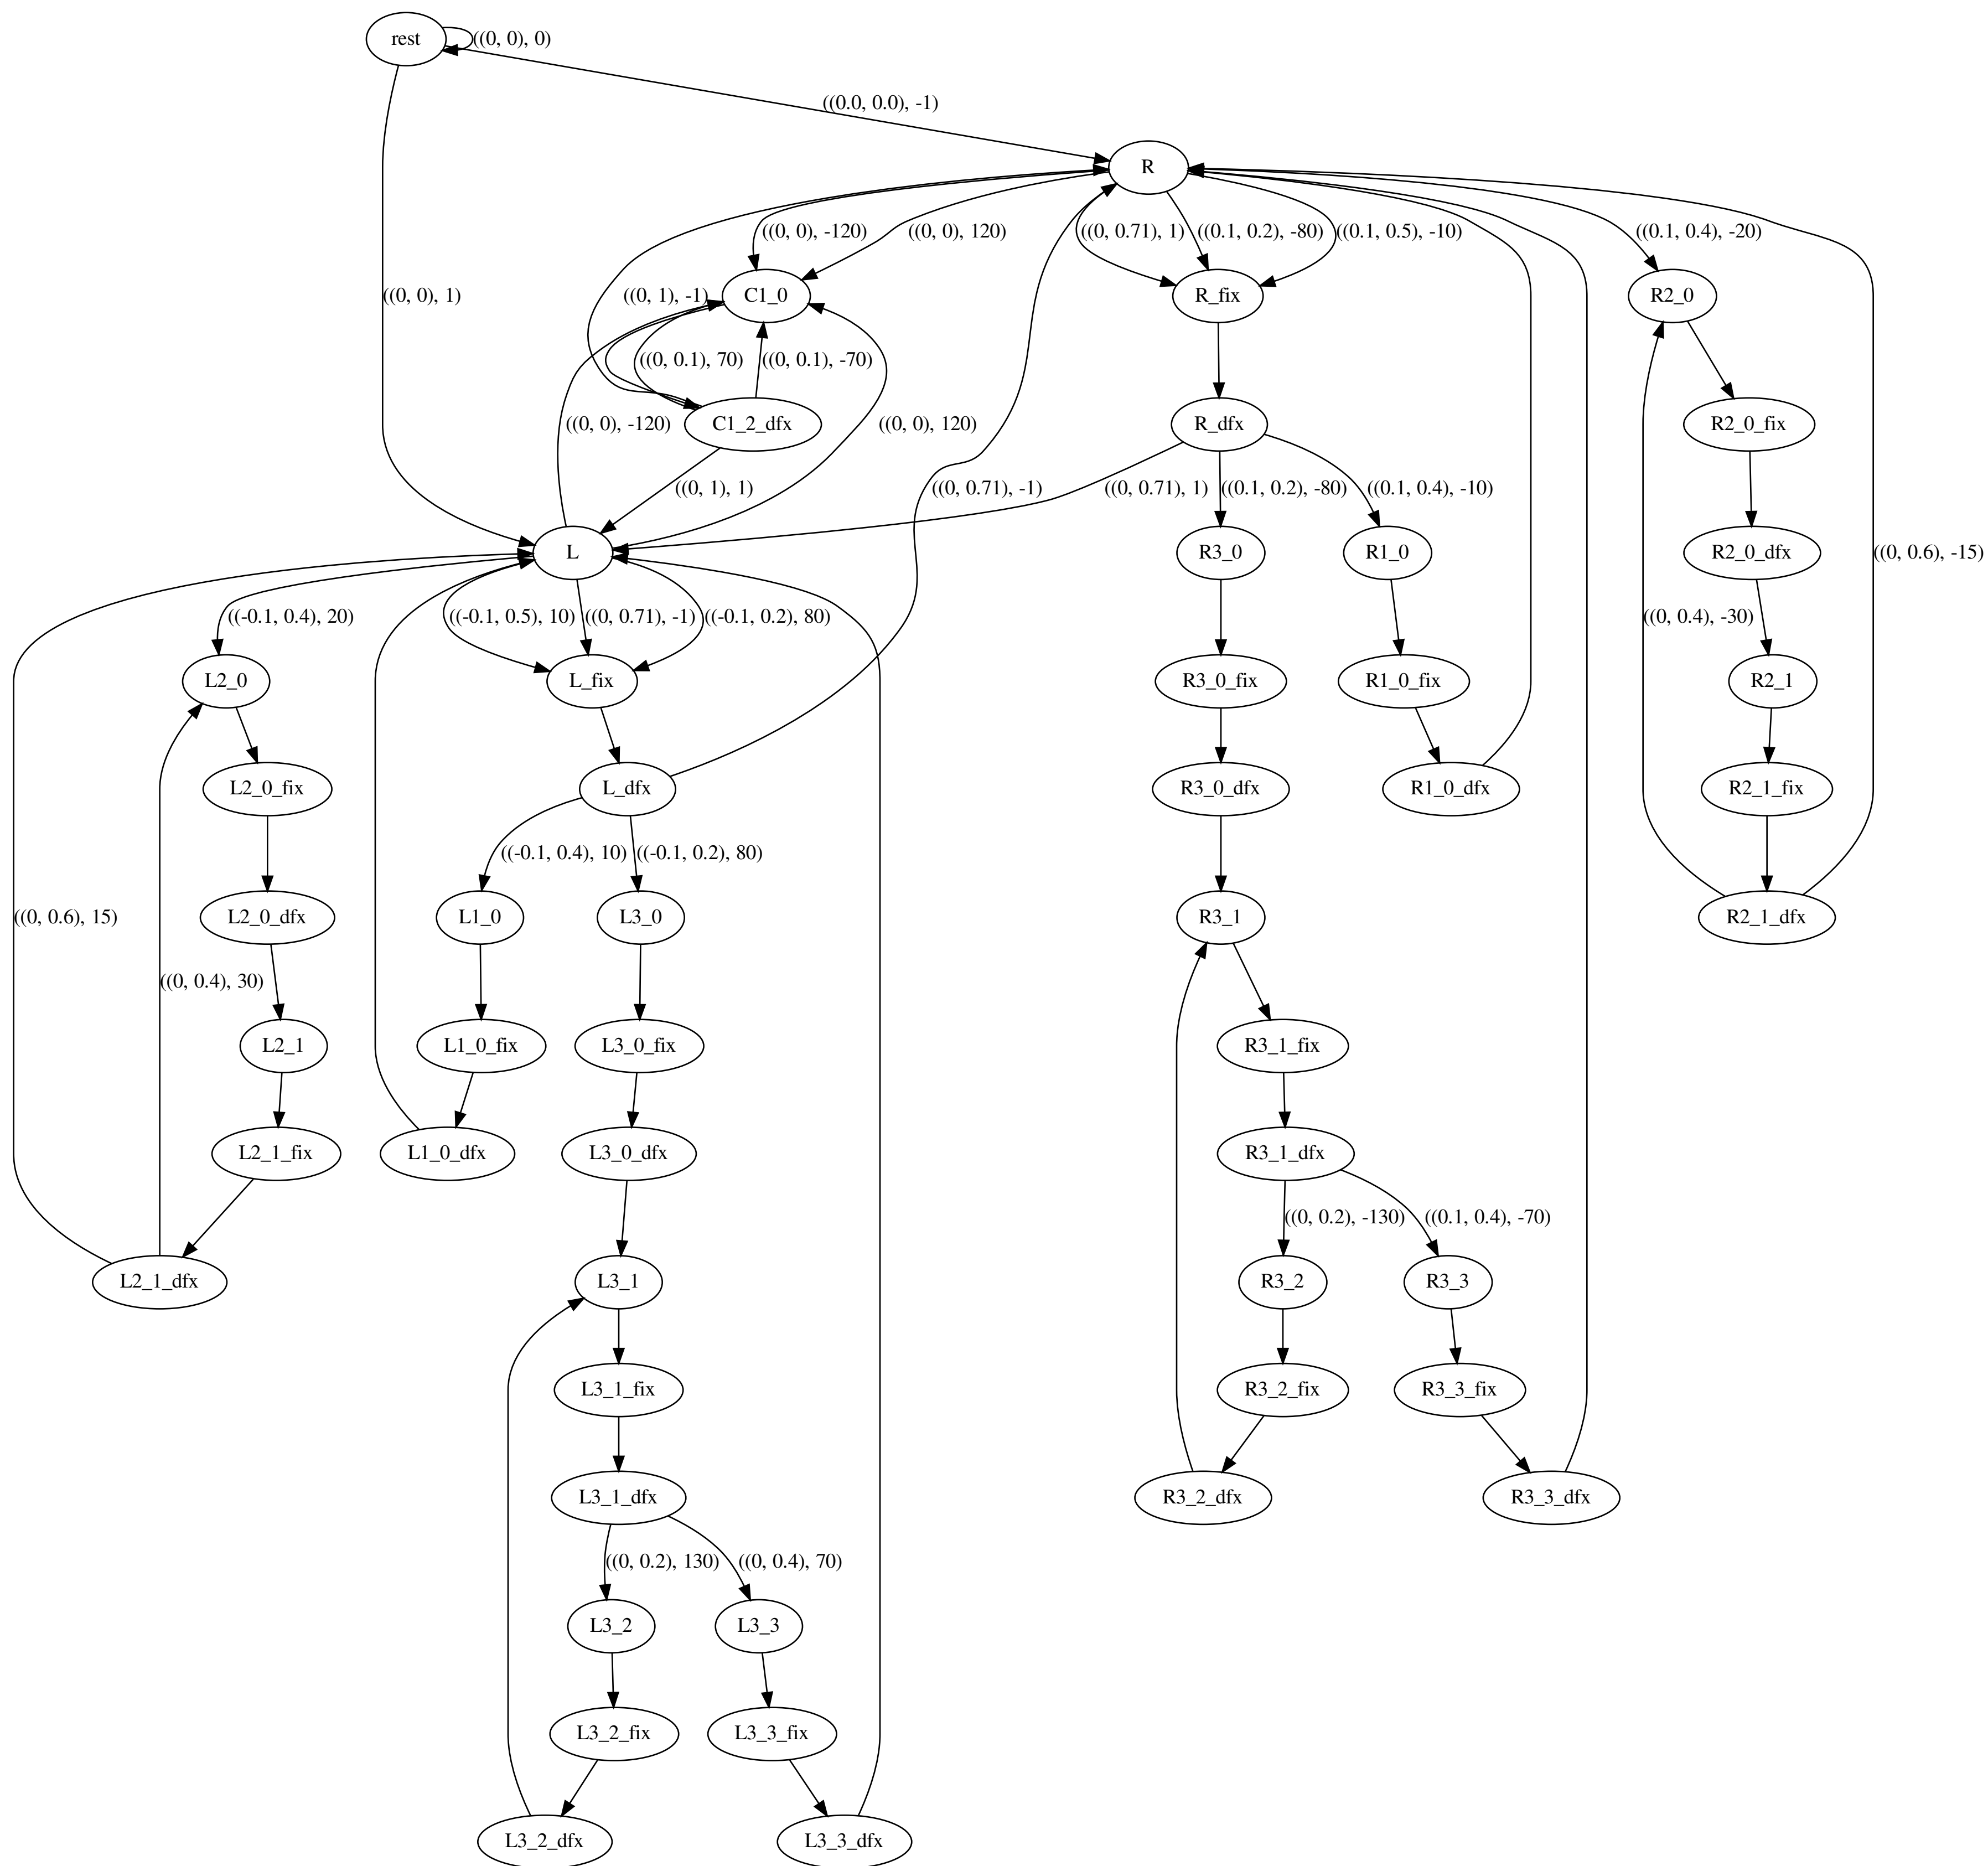 rest
((0, 0), 0)
((0.0, 0.0), -1)
R
((0, 0), -120)
((0, 0), 120)
((0, 0.71), 1)
((0.1, 0.2), -80)
((0.1, 0.5), -10)
((0.1, 0.4), -20)
((0, 0), 1)
((0, 1), -1)
C1_0
R_fix
R2_0
((0, 0.1), 70)
((0, 0.1), -70)
((0, 0), -120)
C1_2_dfx
((0, 0), 120)
R_dfx
R2_0_fix
((0, 1), 1)
((0, 0.71), -1)
((0, 0.71), 1)
((0.1, 0.2), -80)
((0.1, 0.4), -10)
L
R3_0
R1_0
R2_0_dfx
((0, 0.6), -15)
((-0.1, 0.4), 20)
((-0.1, 0.5), 10)
((0, 0.71), -1)
((-0.1, 0.2), 80)
((0, 0.4), -30)
L2_0
L_fix
R3_0_fix
R1_0_fix
R2_1
L2_0_fix
L_dfx
R3_0_dfx
R1_0_dfx
R2_1_fix
((-0.1, 0.4), 10)
((-0.1, 0.2), 80)
((0, 0.6), 15)
L2_0_dfx
L1_0
L3_0
R3_1
R2_1_dfx
((0, 0.4), 30)
L2_1
L1_0_fix
L3_0_fix
R3_1_fix
L2_1_fix
L1_0_dfx
L3_0_dfx
R3_1_dfx
((0, 0.2), -130)
((0.1, 0.4), -70)
L2_1_dfx
L3_1
R3_2
R3_3
L3_1_fix
R3_2_fix
R3_3_fix
L3_1_dfx
R3_2_dfx
R3_3_dfx
((0, 0.2), 130)
((0, 0.4), 70)
L3_2
L3_3
L3_2_fix
L3_3_fix
L3_2_dfx
L3_3_dfx